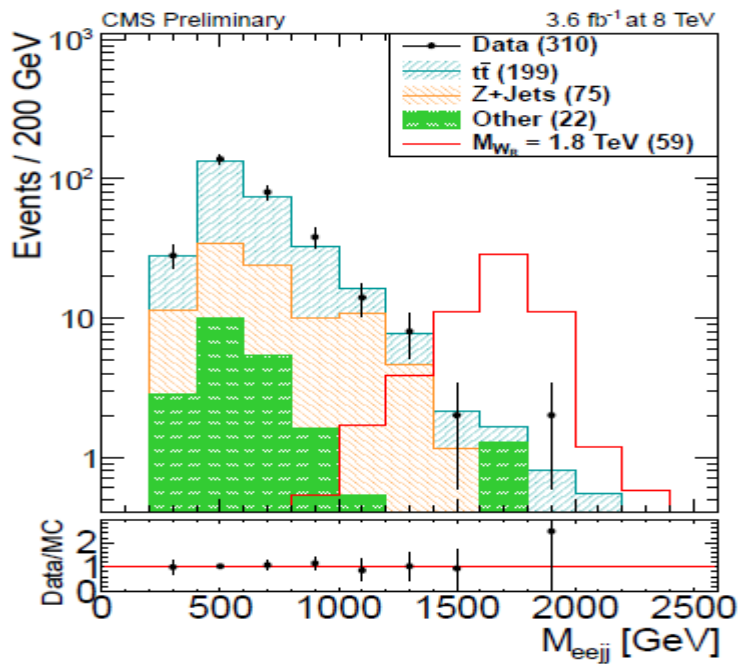 CMS Preliminary 3.6 fb⁻¹ at 8 TeV
Data (310)
tt̄ (199)
Z+Jets (75)
Other (22)
M_{W_R} = 1.8 TeV (59)
Events / 200 GeV
10³
10²
10
1
Data/MC
2
1
0
0 500 1000 1500 2000 2500
M_{eejj} [GeV]